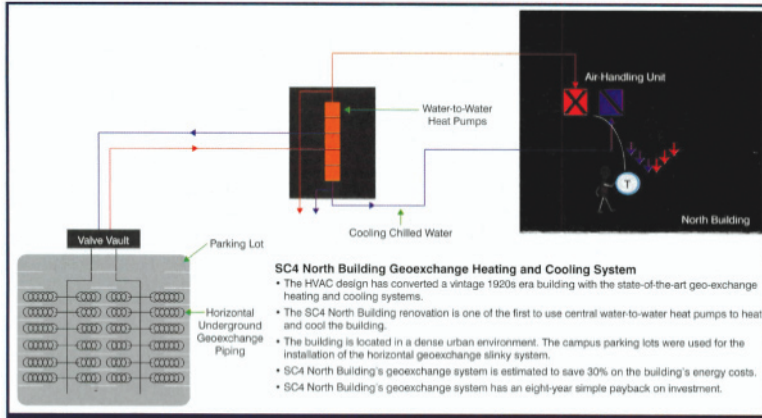 Air-Handling Unit
Water-to-Water
Heat Pumps
T
North Building
Cooling Chilled Water
Valve Vault
Parking Lot
Horizontal
Underground
Geoexchange
Piping
SC4 North Building Geoexchange Heating and Cooling System
• The HVAC design has converted a vintage 1920s era building with the state-of-the-art geo-exchange
heating and cooling systems.
• The SC4 North Building renovation is one of the first to use central water-to-water heat pumps to heat
and cool the building.
• The building is located in a dense urban environment. The campus parking lots were used for the
installation of the horizontal geoexchange slinky system.
• SC4 North Building's geoexchange system is estimated to save 30% on the building's energy costs.
• SC4 North Building's geoexchange system has an eight-year simple payback on investment.